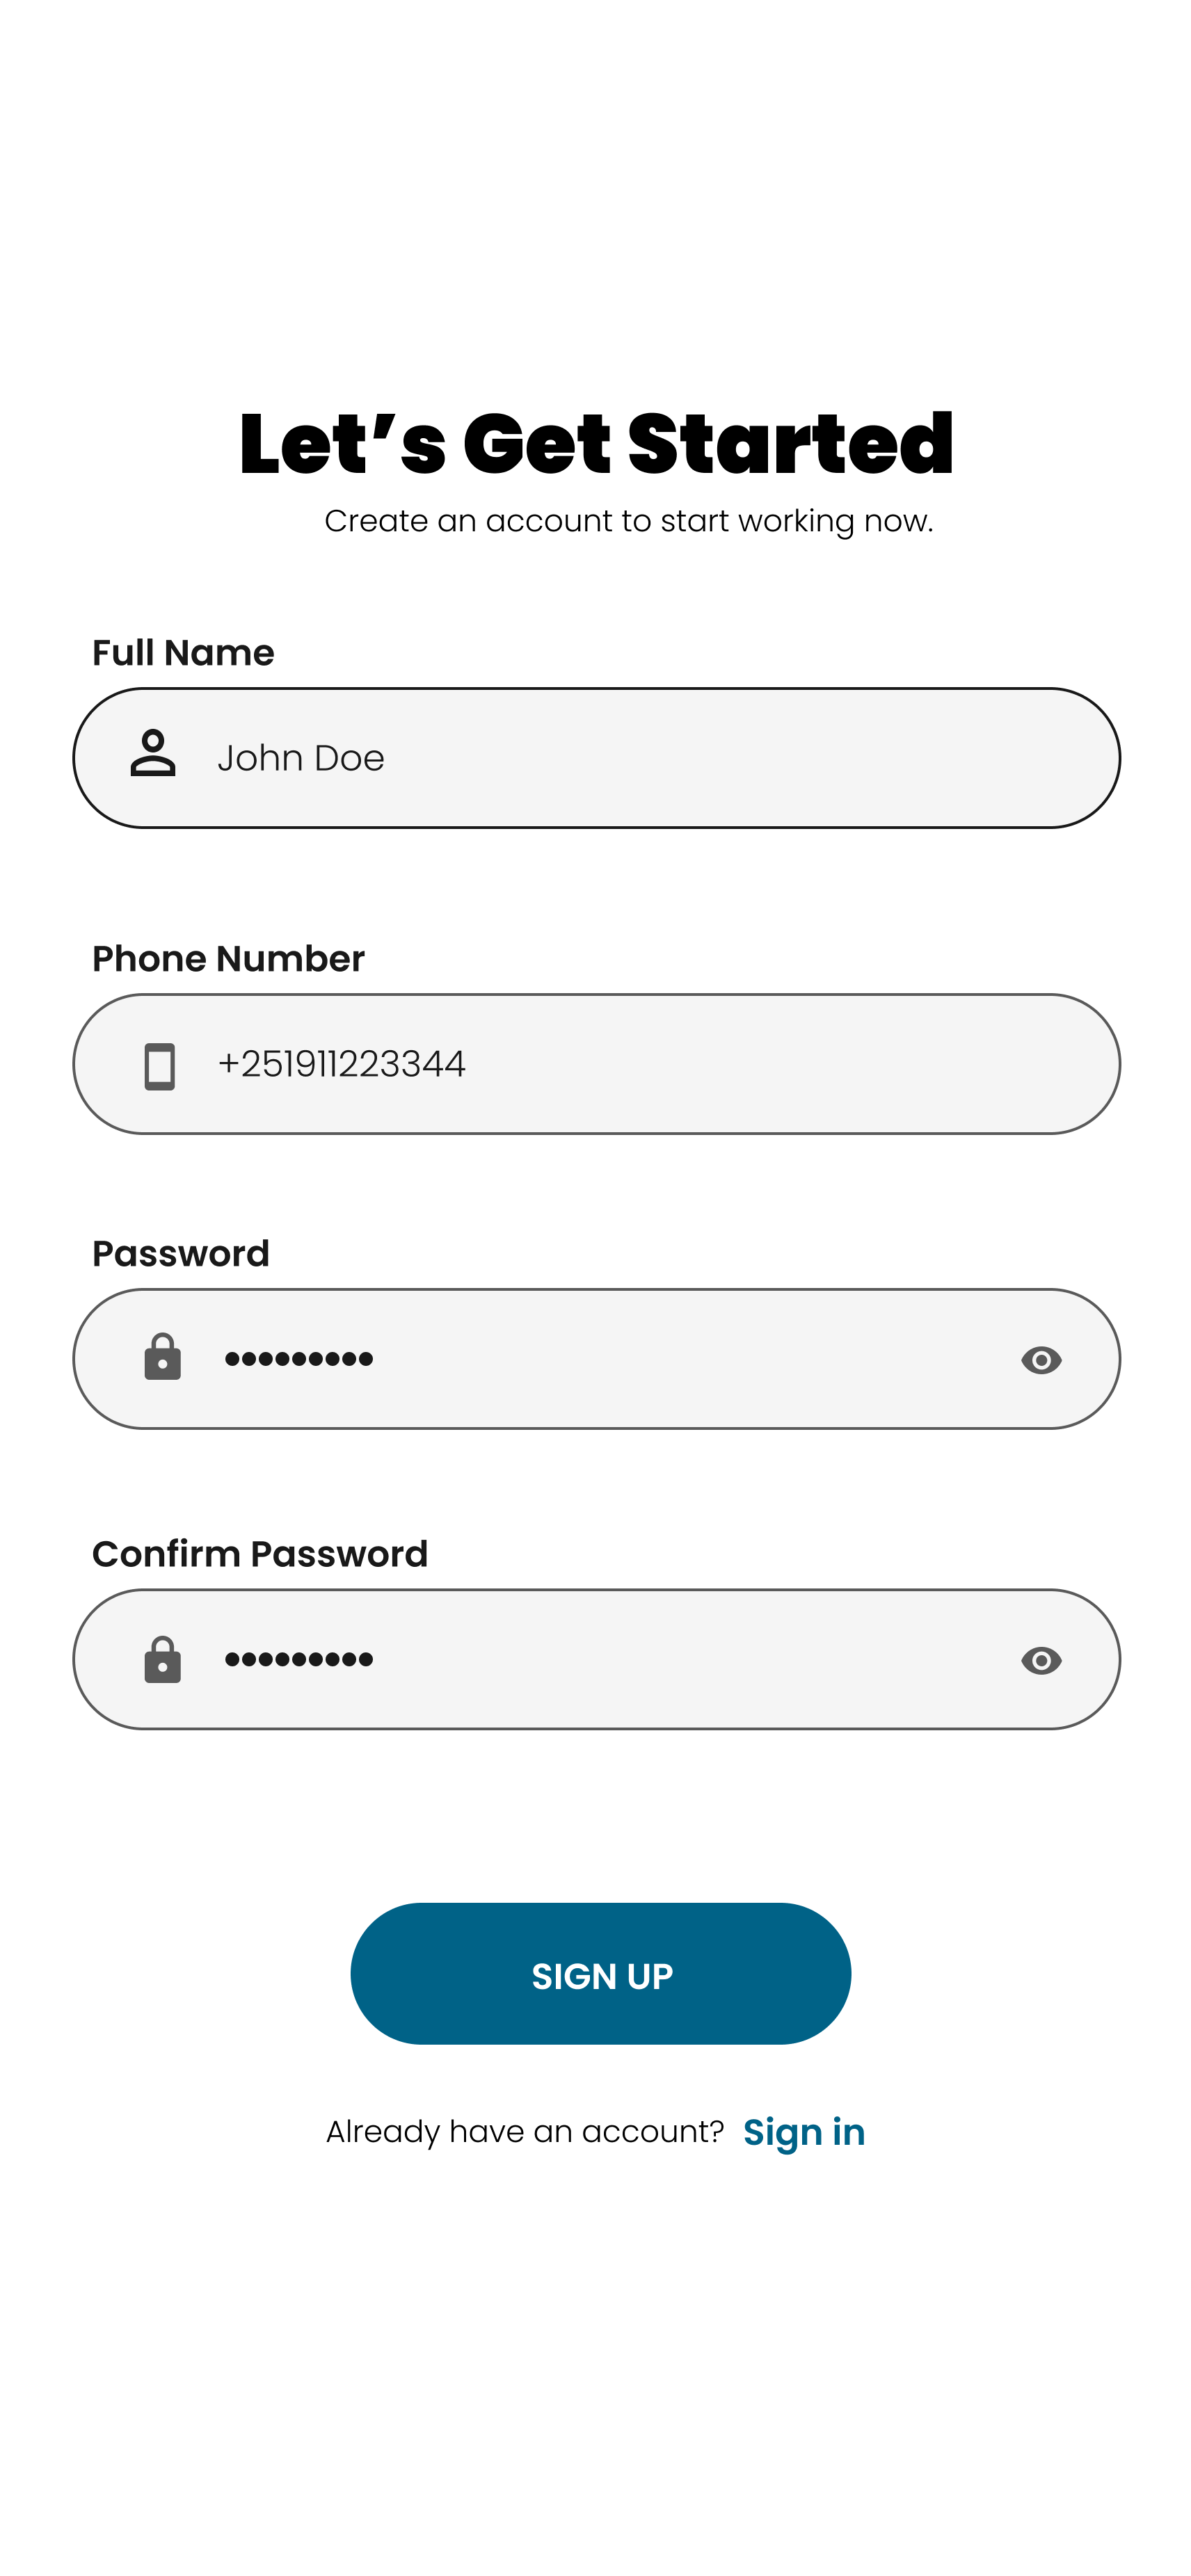 Let’s Get Started
Create an account to start working now.
Full Name
John Doe
Phone Number
+251911223344
Password
•••••••••
Confirm Password
•••••••••
SIGN UP
Already have an account? Sign in